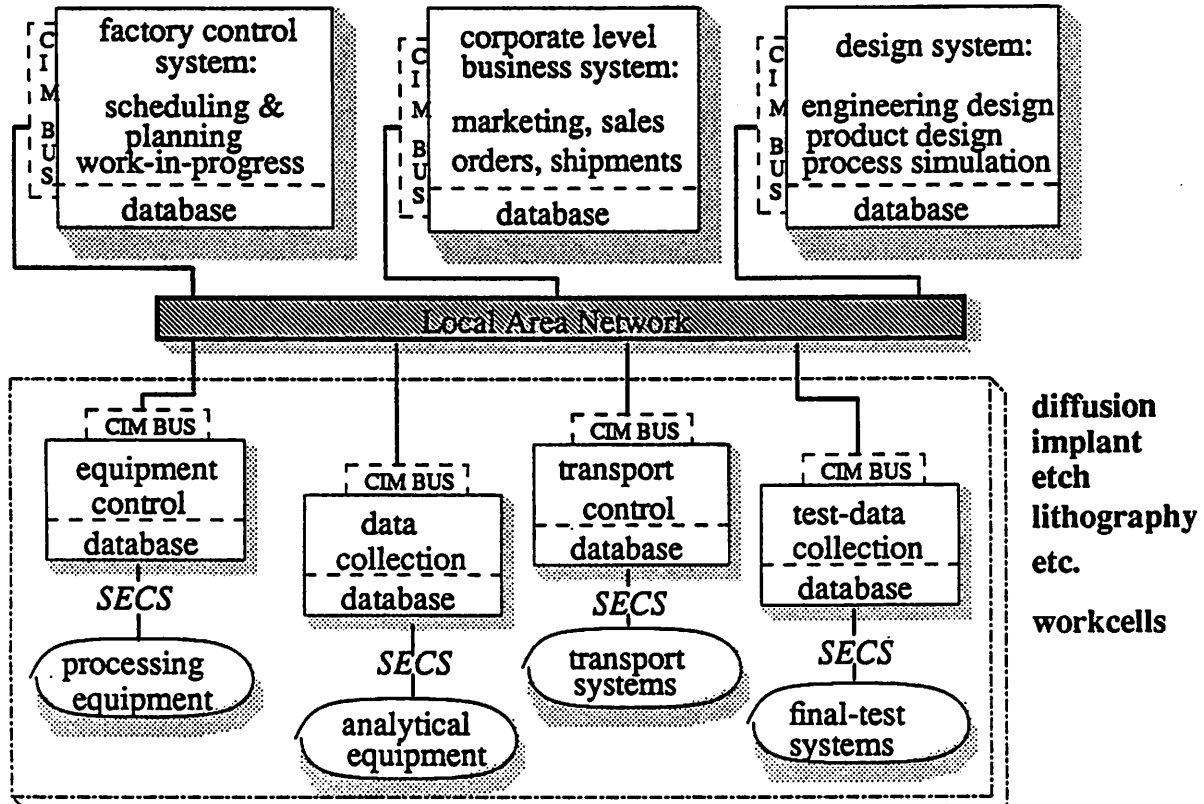 CIM BUS
factory control
system:
scheduling &
planning
work-in-progress
database
CIM BUS
corporate level
business system:
marketing, sales
orders, shipments
database
CIM BUS
design system:
engineering design
product design
process simulation
database
Local Area Network
CIM BUS
equipment
control
database
SECS
processing
equipment
CIM BUS
data
collection
database
SECS
analytical
equipment
CIM BUS
transport
control
database
SECS
transport
systems
CIM BUS
test-data
collection
database
SECS
final-test
systems
diffusion
implant
etch
lithography
etc.
workcells